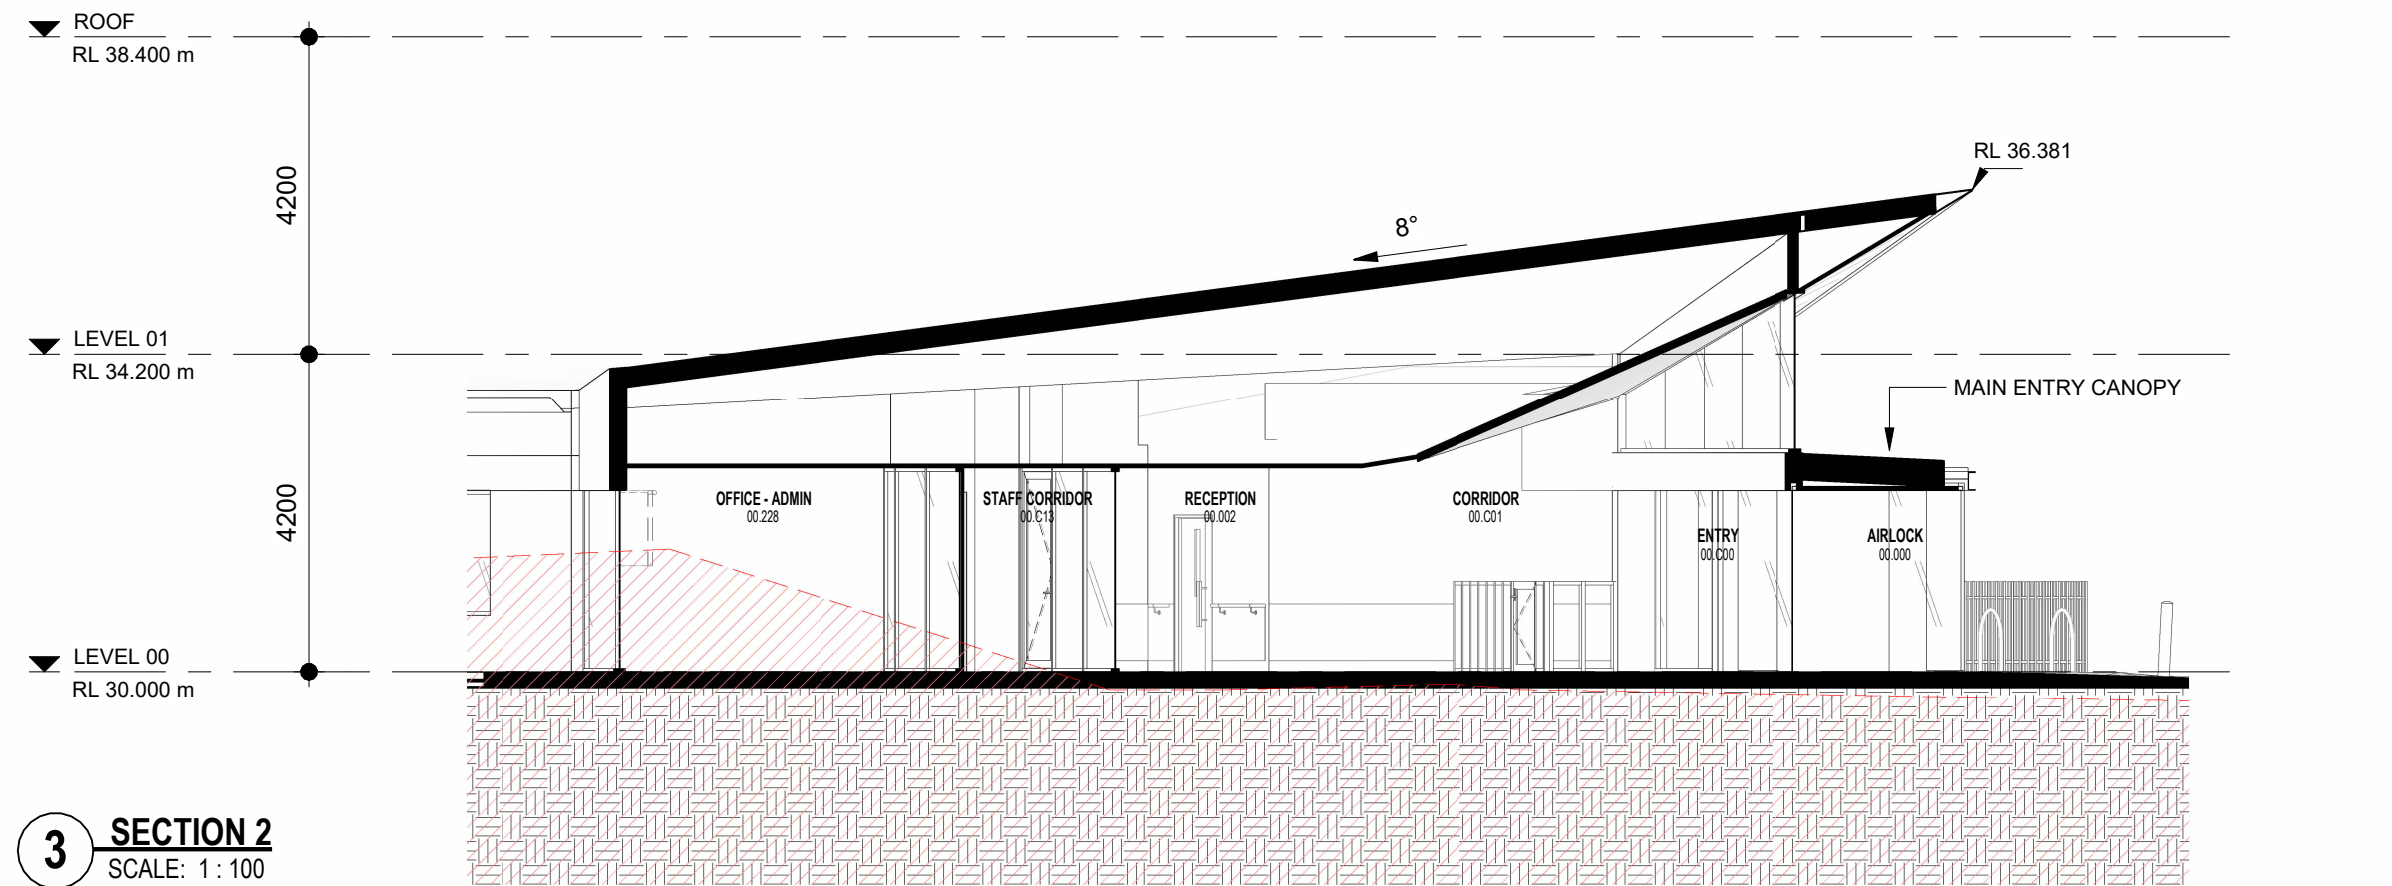 ROOF
RL 38.400 m
4200
RL 36.381
8°
LEVEL 01
RL 34.200 m
MAIN ENTRY CANOPY
4200
OFFICE - ADMIN
00.228
STAFF CORRIDOR
00.C13
RECEPTION
00.002
CORRIDOR
00.C01
ENTRY
00.C00
AIRLOCK
00.000
LEVEL 00
RL 30.000 m
3
SECTION 2
SCALE: 1 : 100